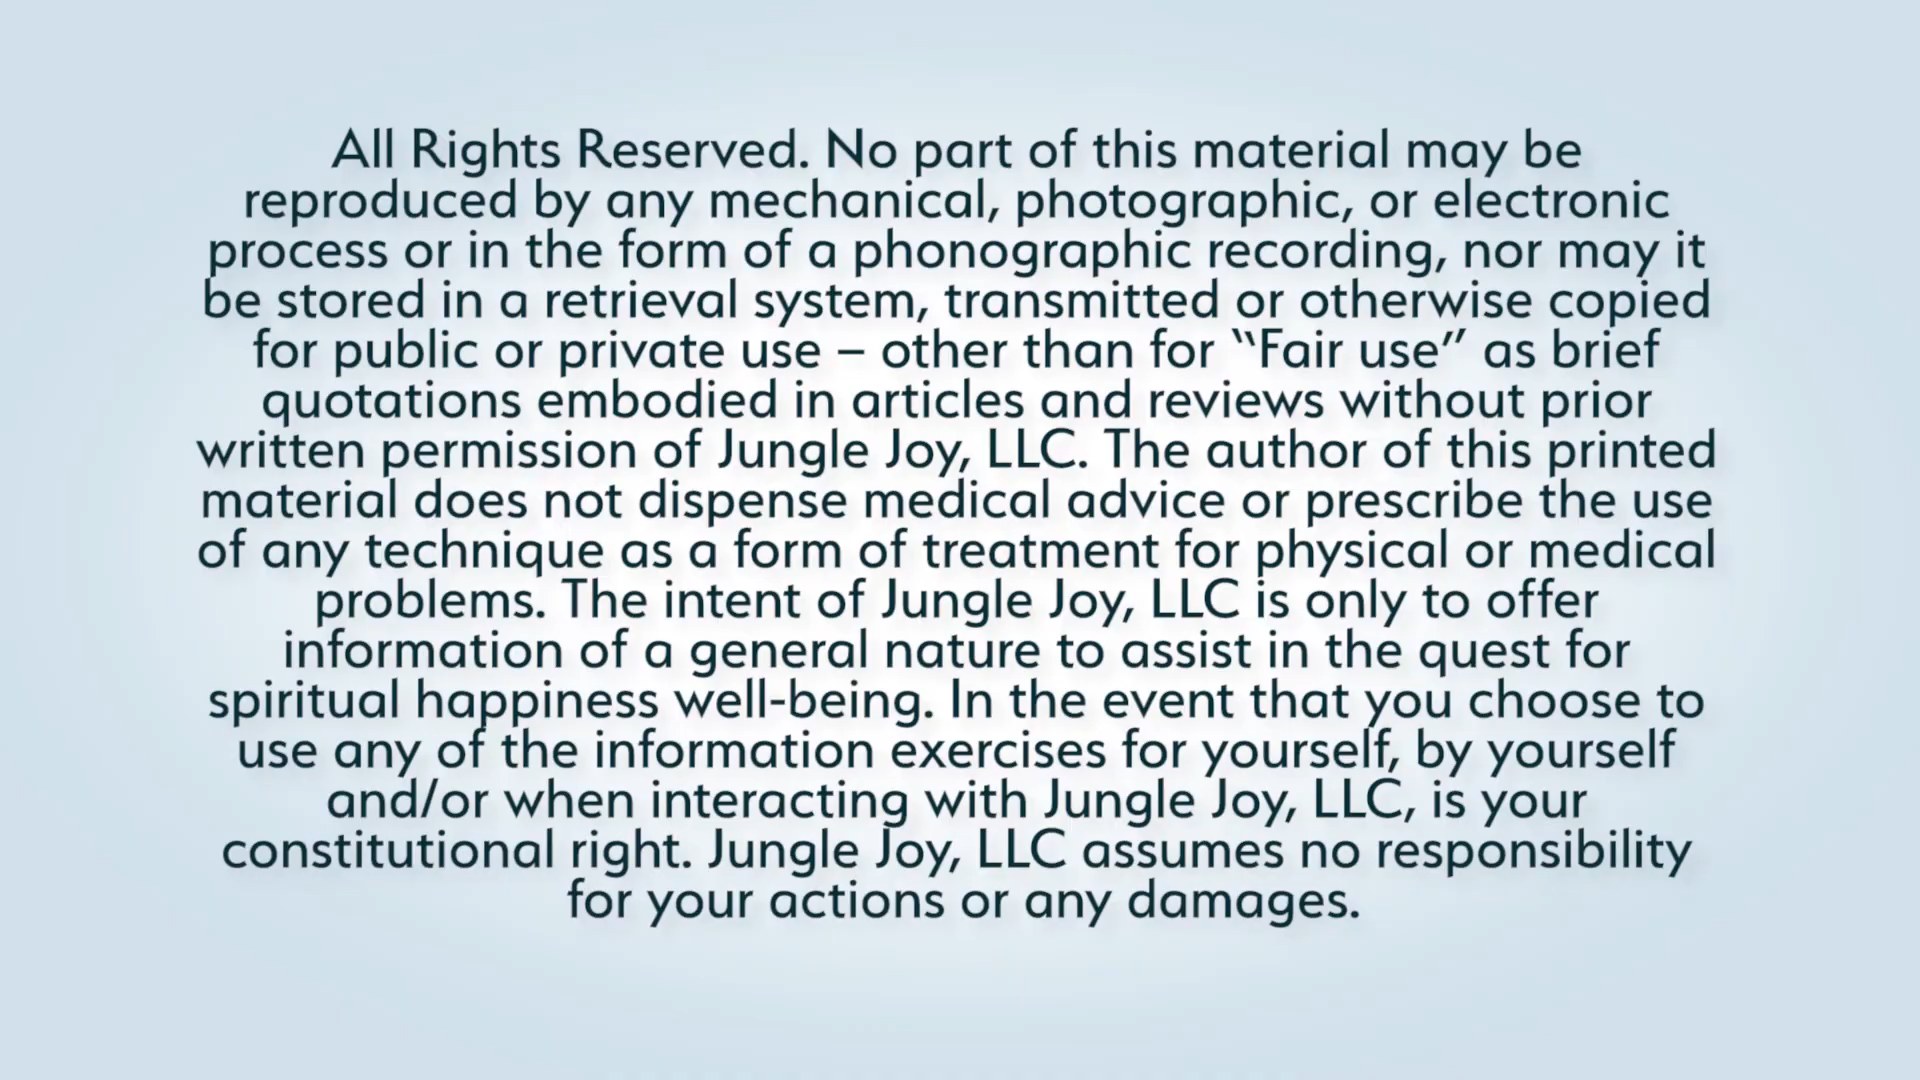 All Rights Reserved. No part of this material may be
reproduced by any mechanical, photographic, or electronic
process or in the form of a phonographic recording, nor may it
be stored in a retrieval system, transmitted or otherwise copied
for public or private use – other than for “Fair use” as brief
quotations embodied in articles and reviews without prior
written permission of Jungle Joy, LLC. The author of this printed
material does not dispense medical advice or prescribe the use
of any technique as a form of treatment for physical or medical
problems. The intent of Jungle Joy, LLC is only to offer
information of a general nature to assist in the quest for
spiritual happiness well-being. In the event that you choose to
use any of the information exercises for yourself, by yourself
and/or when interacting with Jungle Joy, LLC, is your
constitutional right. Jungle Joy, LLC assumes no responsibility
for your actions or any damages.